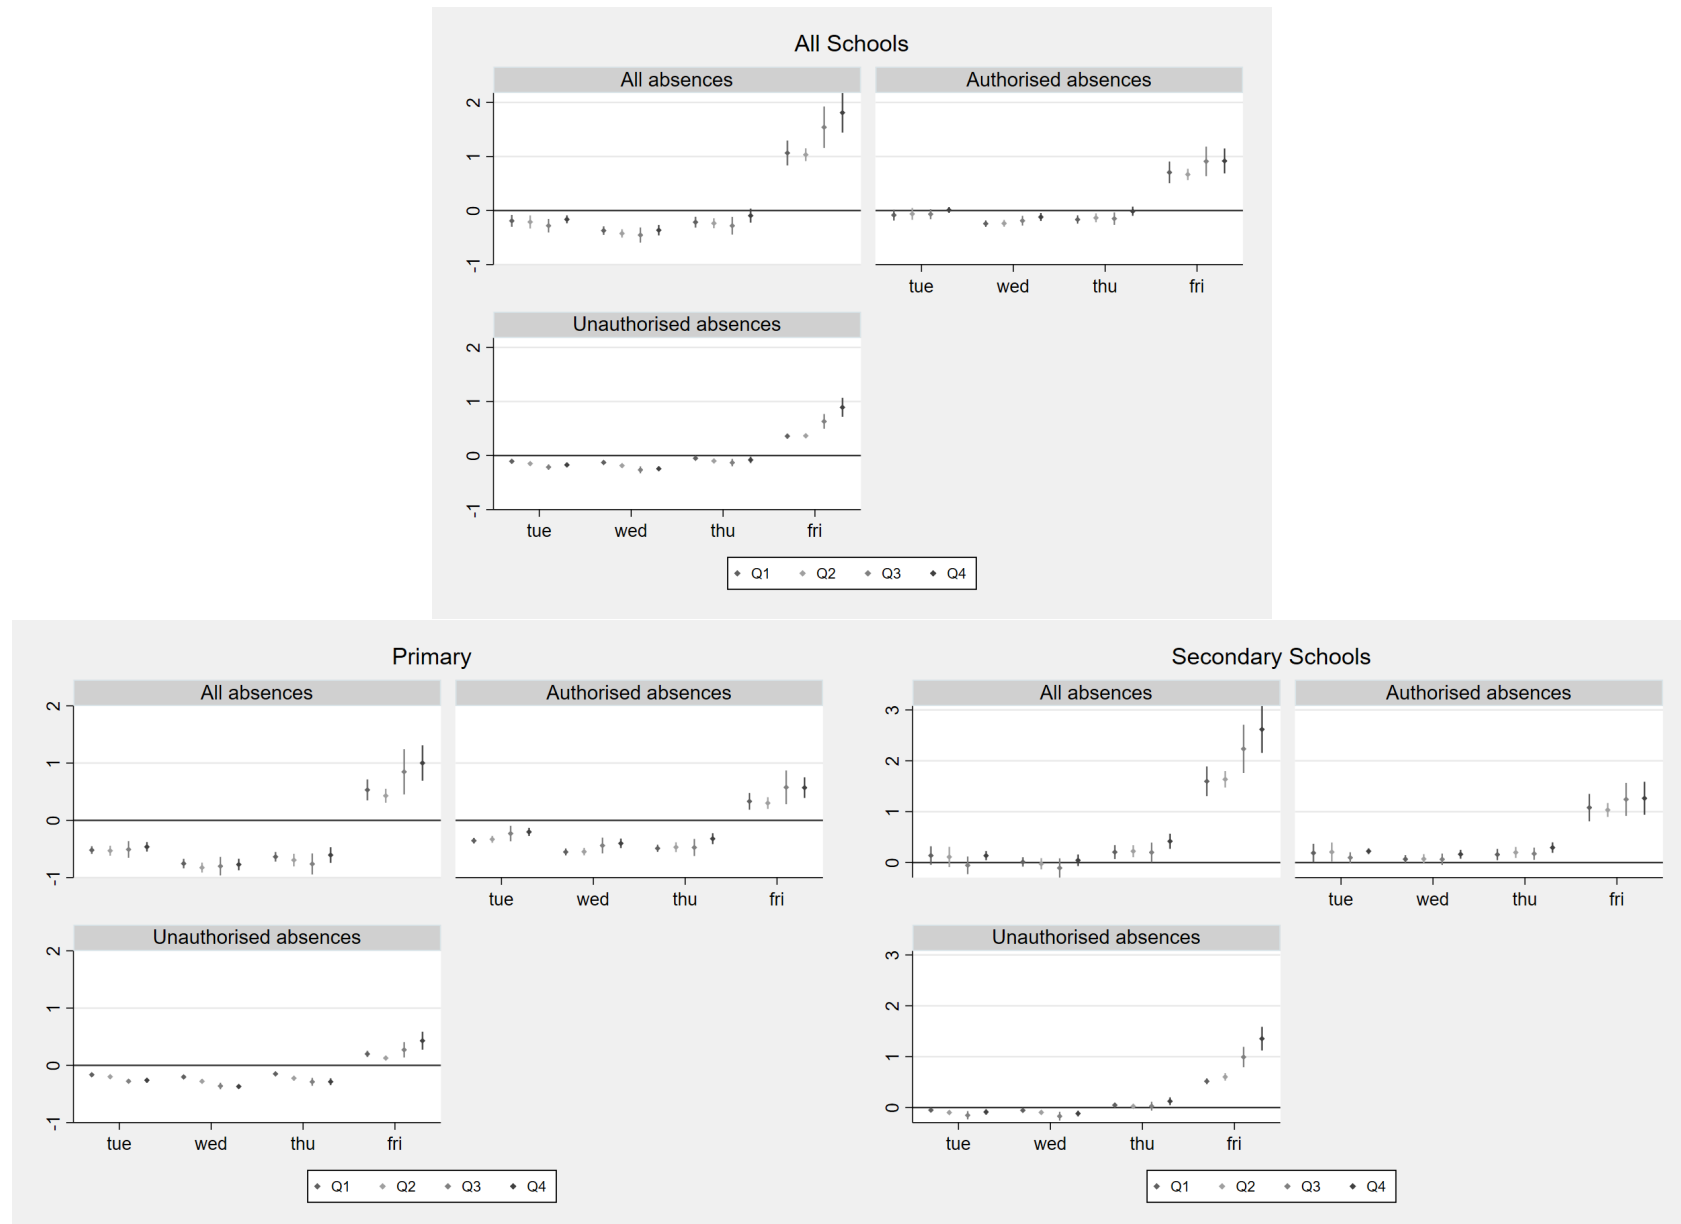 All Schools
All absences
Authorised absences
2
1
0
-1
tue wed thu fri
Unauthorised absences
2
1
0
-1
tue wed thu fri
Q1 Q2 Q3 Q4
Primary
All absences
Authorised absences
2
1
0
-1
tue wed thu fri
Unauthorised absences
2
1
0
-1
tue wed thu fri
Q1 Q2 Q3 Q4
Secondary Schools
All absences
Authorised absences
3
2
1
0
tue wed thu fri
Unauthorised absences
3
2
1
0
tue wed thu fri
Q1 Q2 Q3 Q4